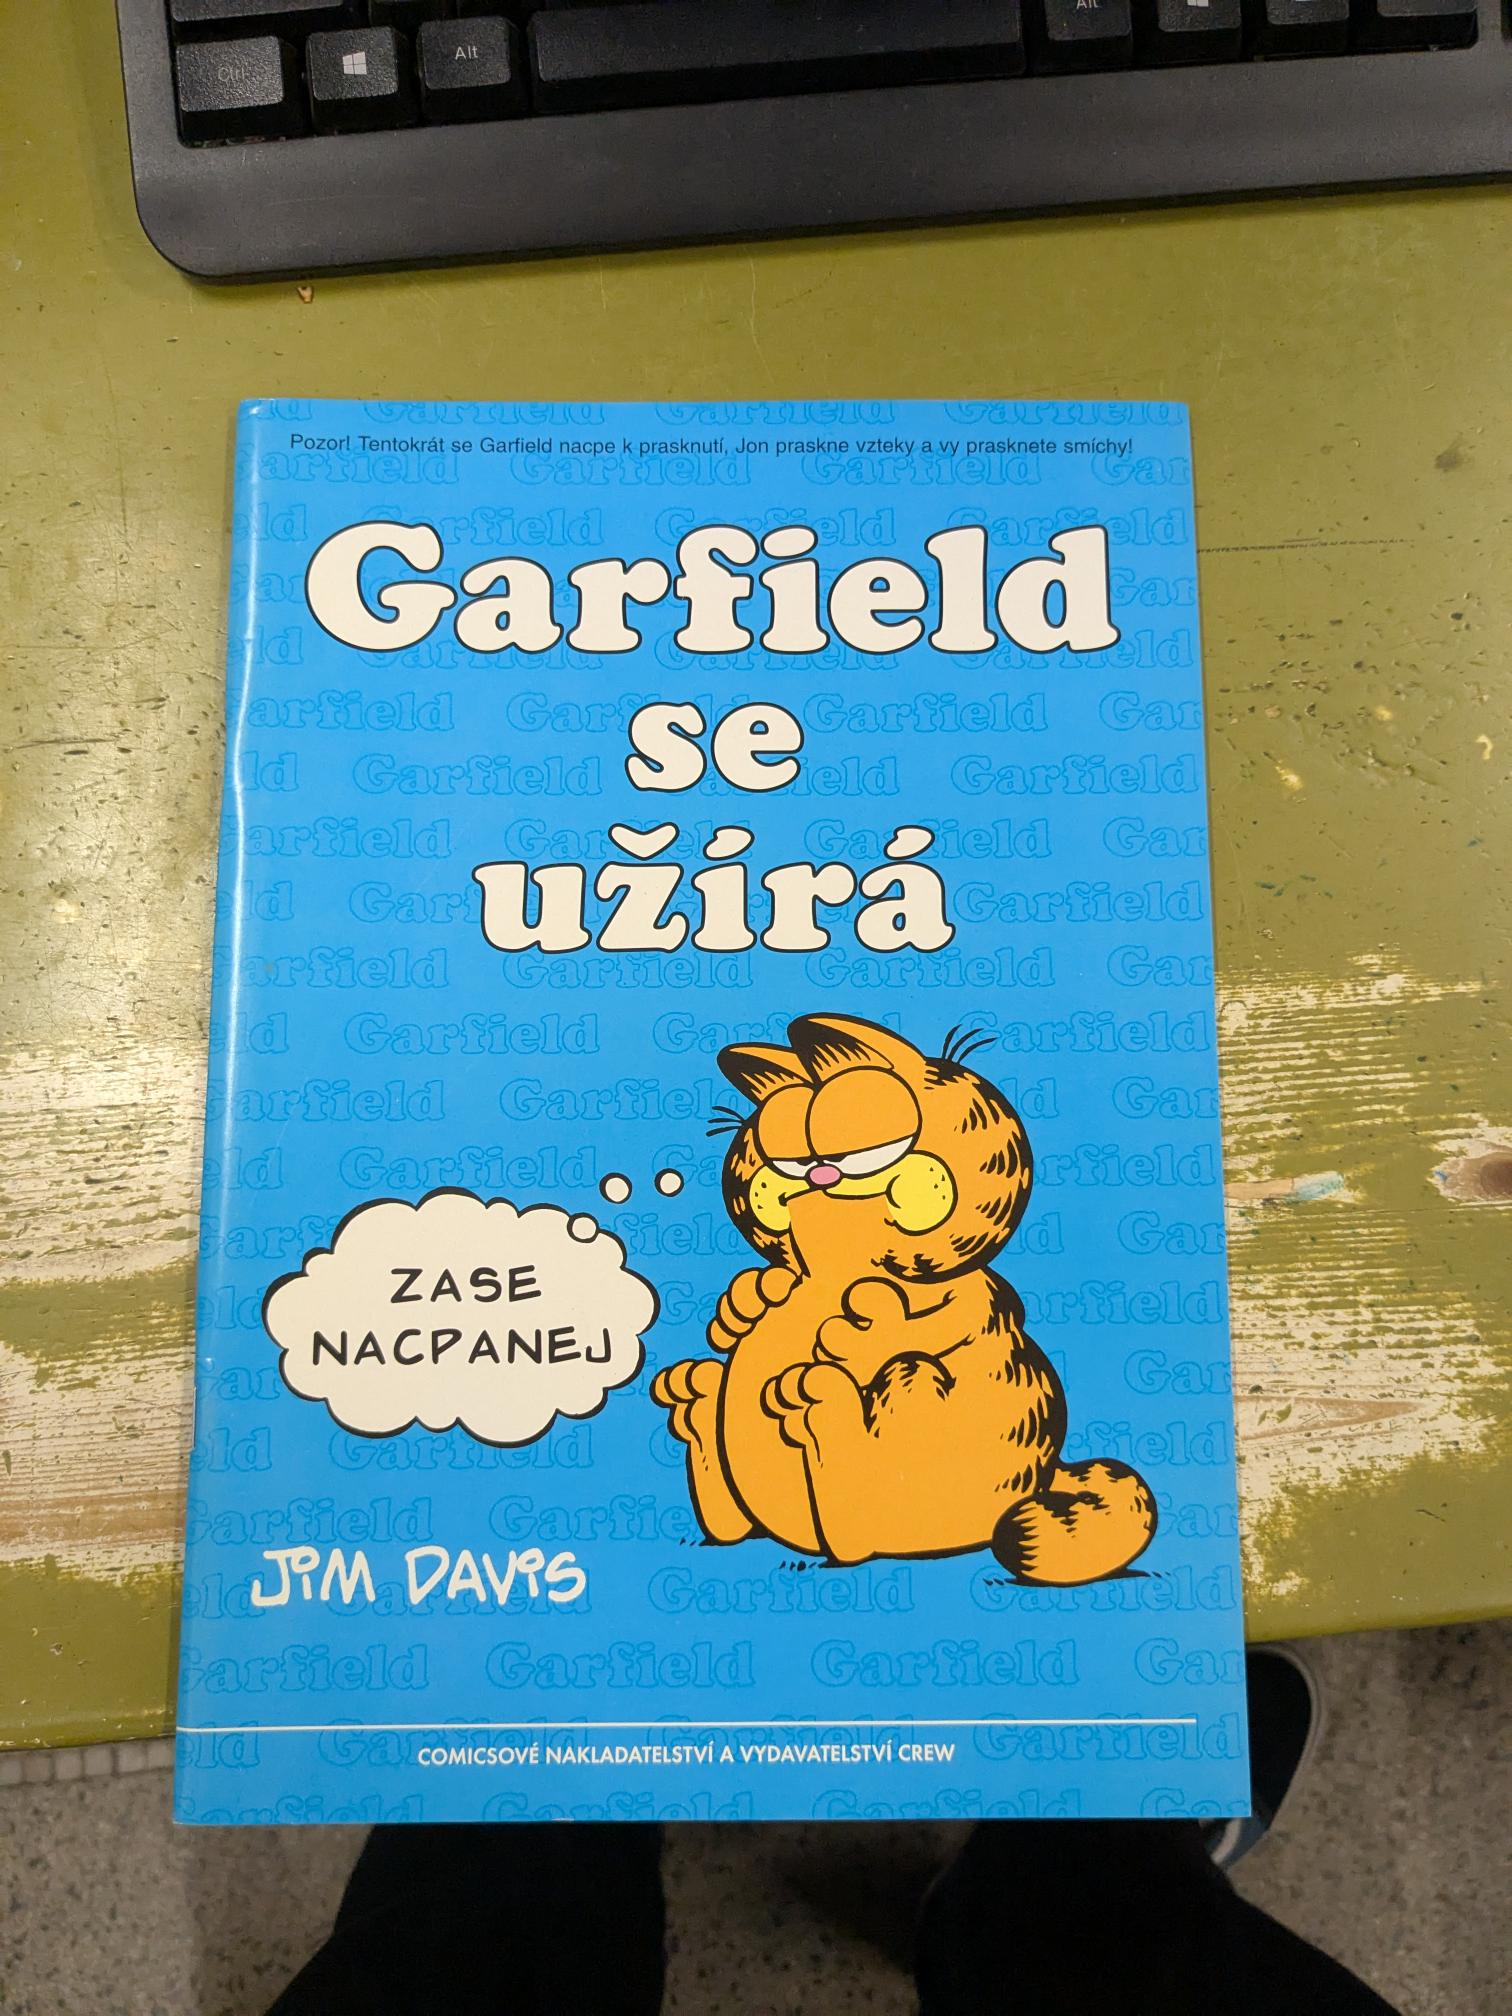 Ctrl
Alt
Alt
Pozor! Tentokrát se Garfield nacpe k prasknutí, Jon praskne vzteky a vy prasknete smíchy!
Garfield
se
užírá
ZASE
NACPANEJ
JIM DAVIS
COMICSOVÉ NAKLADATELSTVÍ A VYDAVATELSTVÍ CREW